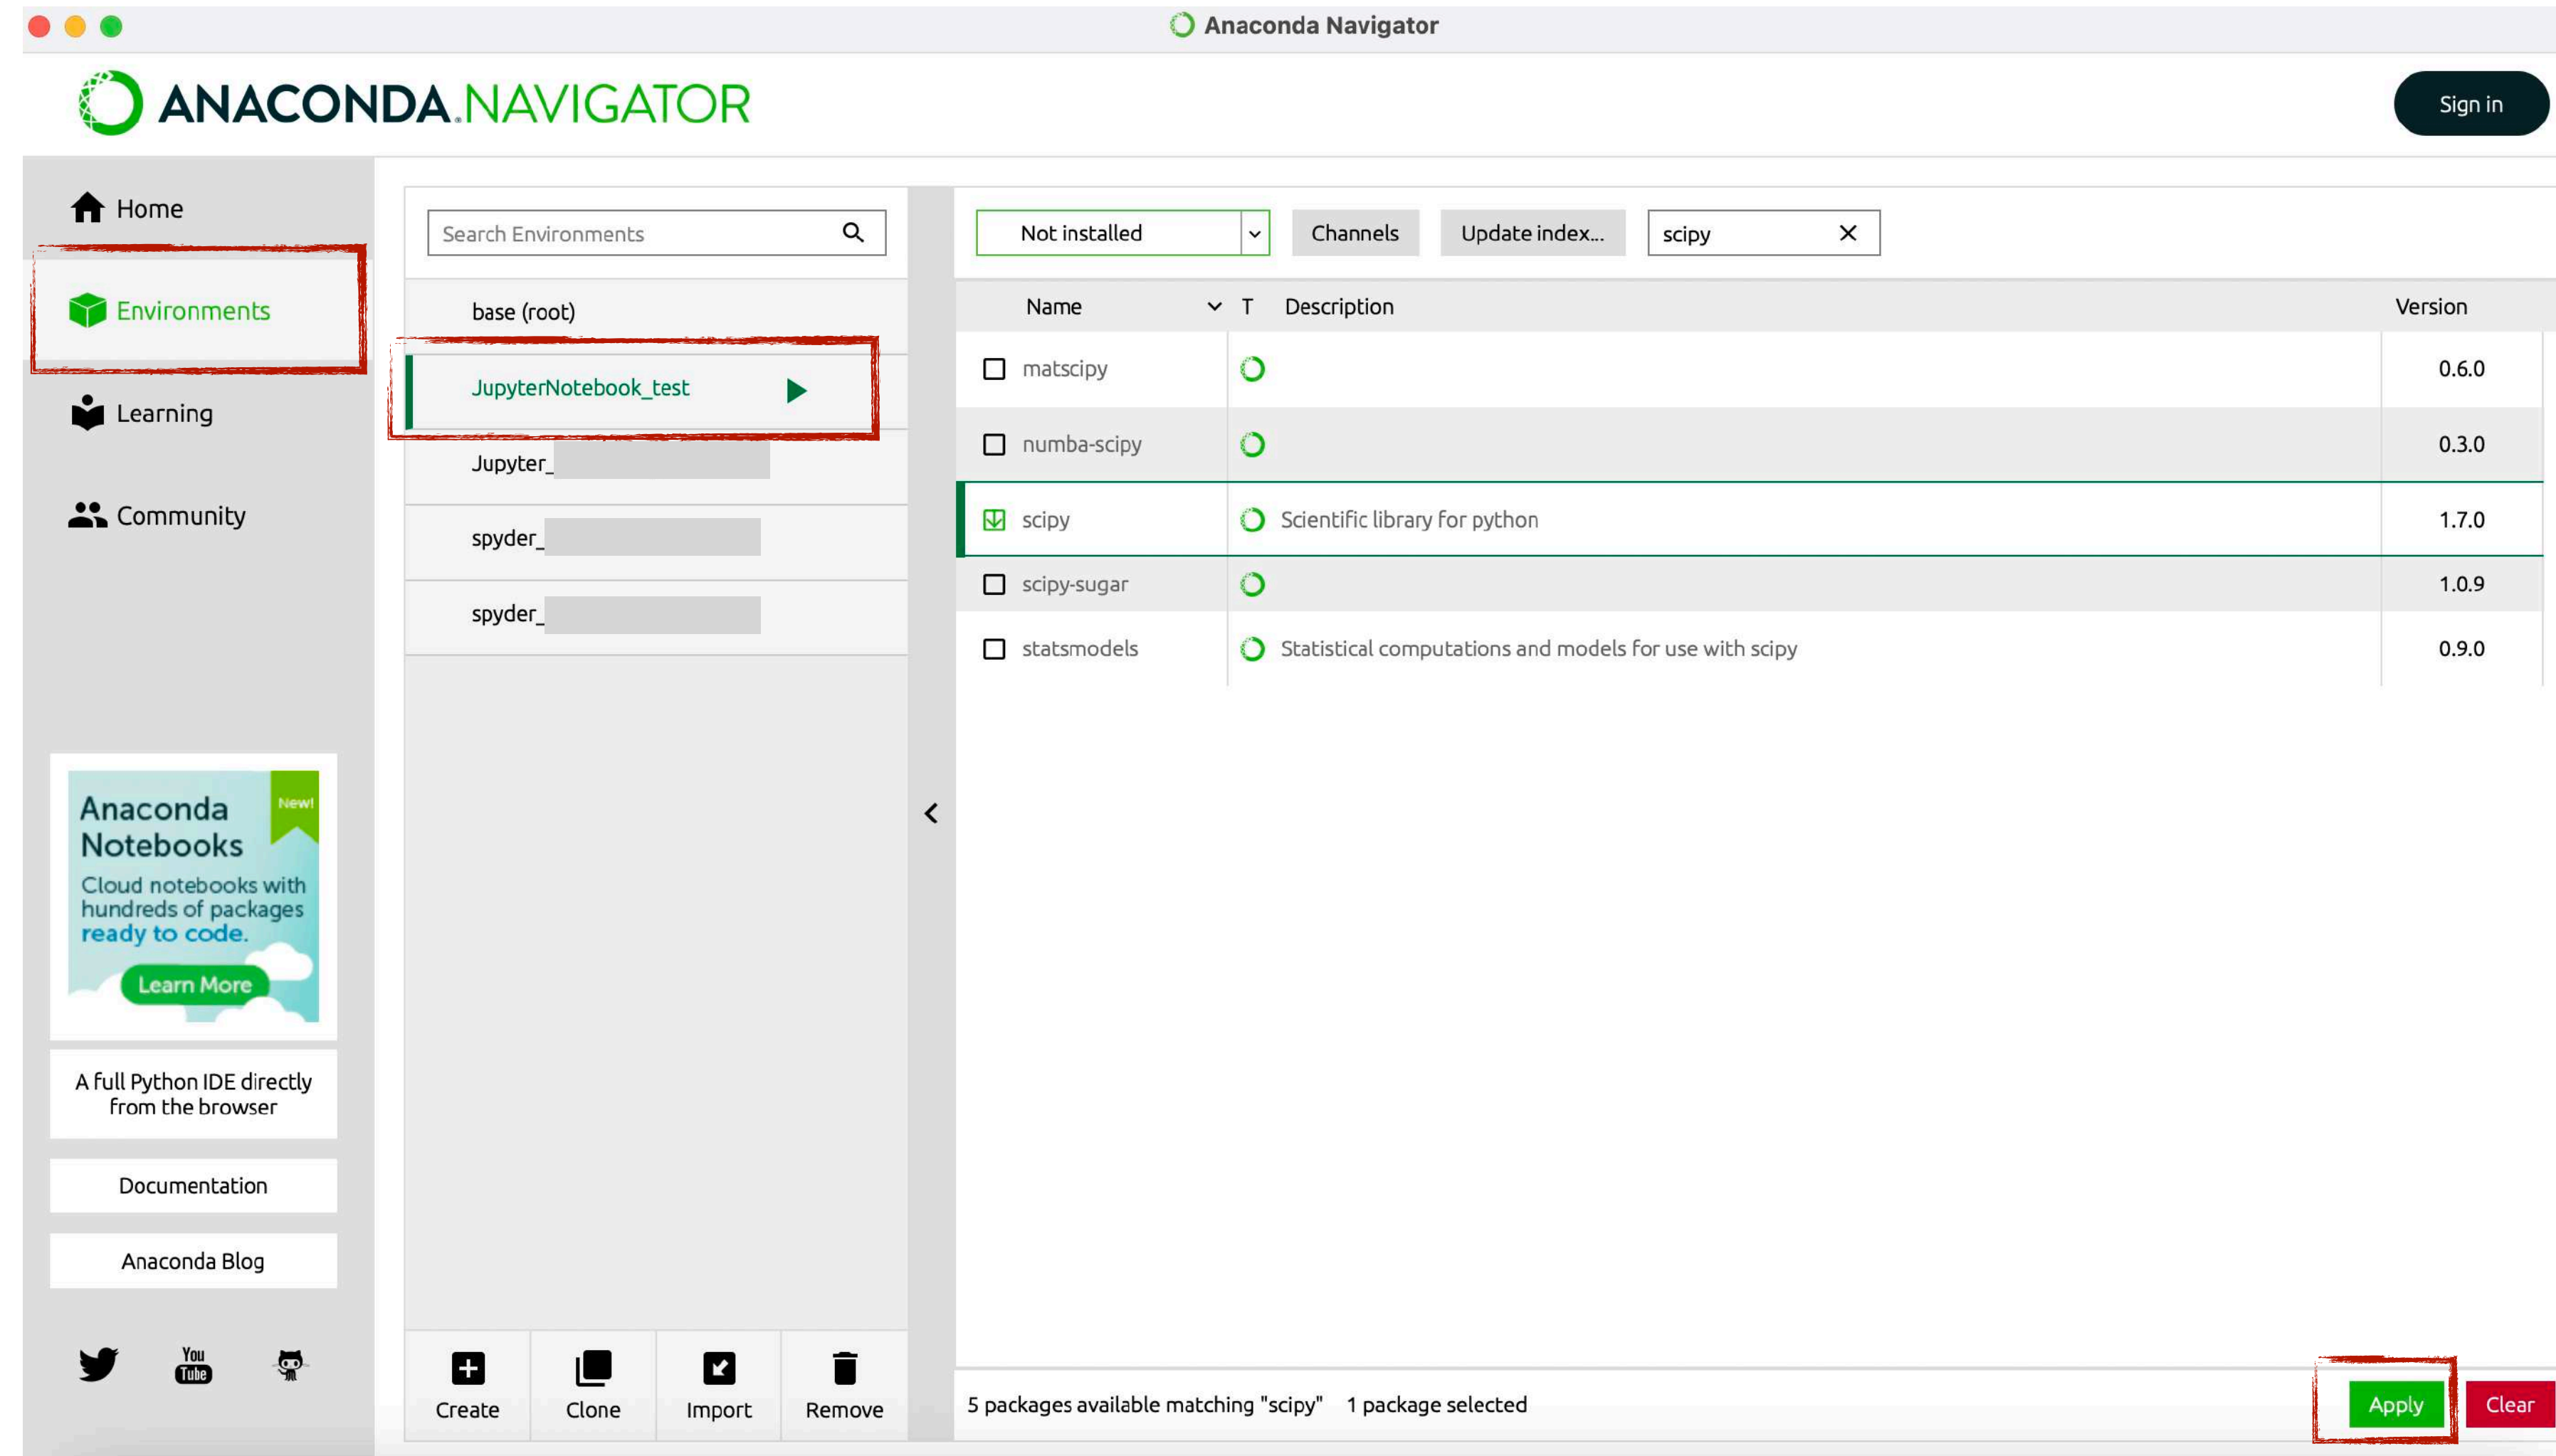 Anaconda Navigator
ANACONDA.NAVIGATOR
Sign in
Home
Environments
Learning
Community
Anaconda
Notebooks
New!
Cloud notebooks with
hundreds of packages
ready to code.
Learn More
A full Python IDE directly
from the browser
Documentation
Anaconda Blog
You
Tube
Search Environments
base (root)
JupyterNotebook_test
Jupyter_
spyder_
spyder_
Create
Clone
Import
Remove
Not installed
Channels
Update index...
scipy
Name T Description Version
matscipy 0.6.0
numba-scipy 0.3.0
scipy Scientific library for python 1.7.0
scipy-sugar 1.0.9
statsmodels Statistical computations and models for use with scipy 0.9.0
5 packages available matching "scipy" 1 package selected
Apply
Clear